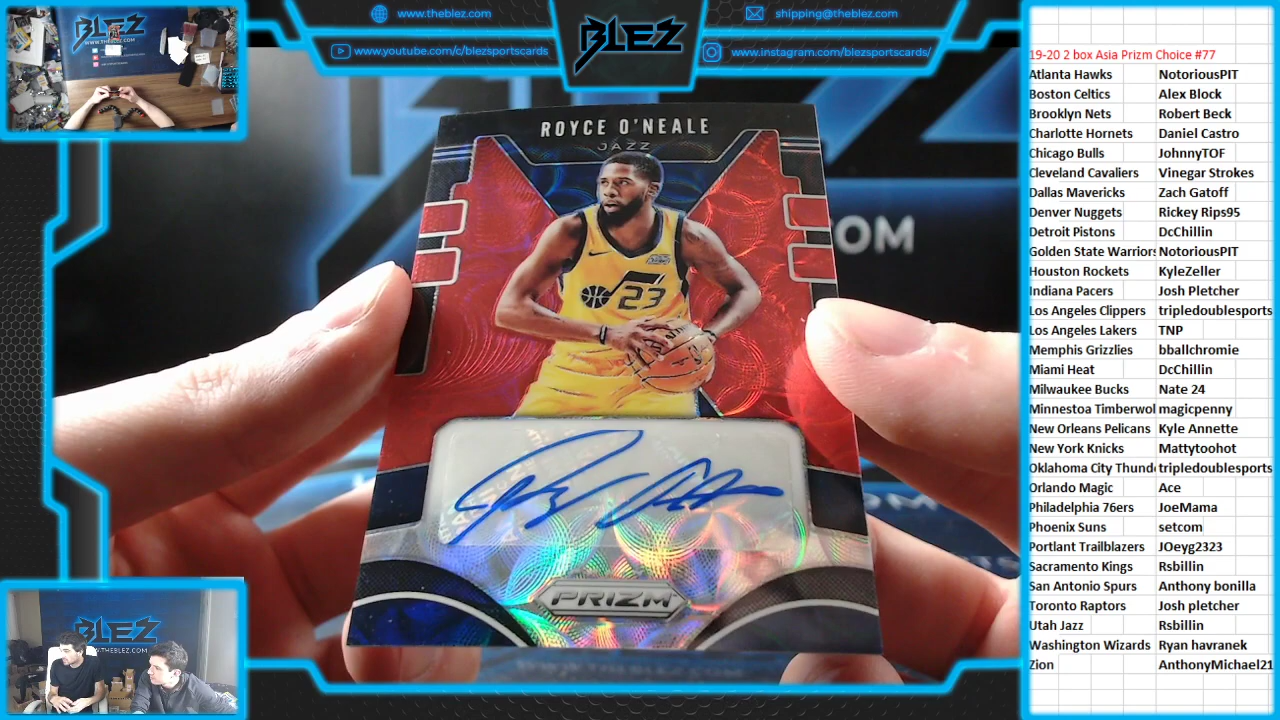 www.theblez.com
www.youtube.com/c/blezsportscards
BLEZ
shipping@theblez.com
www.instagram.com/blezsportscards/
BLEZ
WWW.THEBLEZ.COM
ROYCE O'NEALE
JAZZ
23
PRIZM
OM
BLEZ
WWW.THEBLEZ.COM
19-20 2 box Asia Prizm Choice #77
Atlanta Hawks NotoriousPIT
Boston Celtics Alex Block
Brooklyn Nets Robert Beck
Charlotte Hornets Daniel Castro
Chicago Bulls JohnnyTOF
Cleveland Cavaliers Vinegar Strokes
Dallas Mavericks Zach Gatoff
Denver Nuggets Rickey Rips95
Detroit Pistons DcChillin
Golden State Warriors NotoriousPIT
Houston Rockets KyleZeller
Indiana Pacers Josh Pletcher
Los Angeles Clippers tripledoublesports
Los Angeles Lakers TNP
Memphis Grizzlies bballchromie
Miami Heat DcChillin
Milwaukee Bucks Nate 24
Minnestoa Timberwol magicpenny
New Orleans Pelicans Kyle Annette
New York Knicks Mattytoohot
Oklahoma City Thund tripledoublesports
Orlando Magic Ace
Philadelphia 76ers JoeMama
Phoenix Suns setcom
Portlant Trailblazers JOeyg2323
Sacramento Kings Rsbillin
San Antonio Spurs Anthony bonilla
Toronto Raptors Josh pletcher
Utah Jazz Rsbillin
Washington Wizards Ryan havranek
Zion AnthonyMichael21